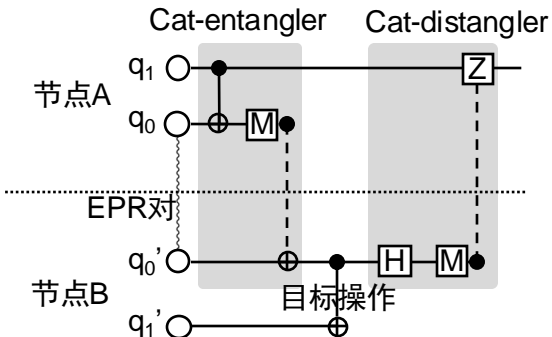 Cat-entangler Cat-distangler
q₁ Z
节点A
q₀ M
EPR对
q₀’ H M
节点B 目标操作
q₁’